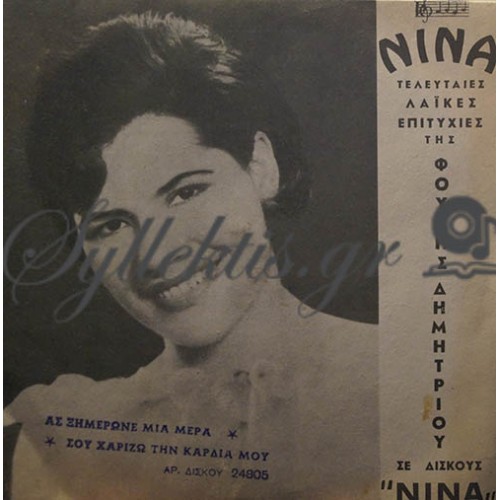 NINA
ΤΕΛΕΥΤΑΙΕΣ
ΛΑΪΚΕΣ
ΕΠΙΤΥΧΙΕΣ
ΤΗΣ
ΔΗΜΗΤΡΙΟΥ
ΣΕ ΔΙΣΚΟΥΣ
"NINA"
ΑΣ ΞΗΜΕΡΩΝΕ ΜΙΑ ΜΕΡΑ
ΣΟΥ ΧΑΡΙΖΩ ΤΗΝ ΚΑΡΔΙΑ ΜΟΥ
ΑΡ. ΔΙΣΚΟΥ 24805
Syllektis.gr